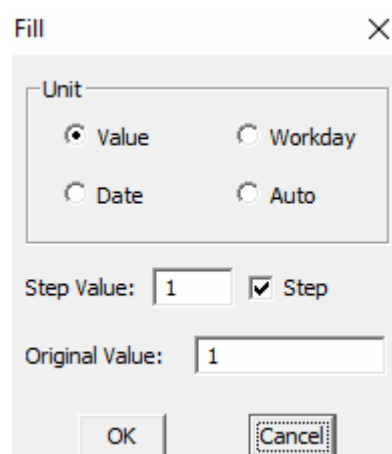 Fill
Unit
Value Workday
Date Auto
Step Value: 1 Step
Original Value: 1
OK Cancel